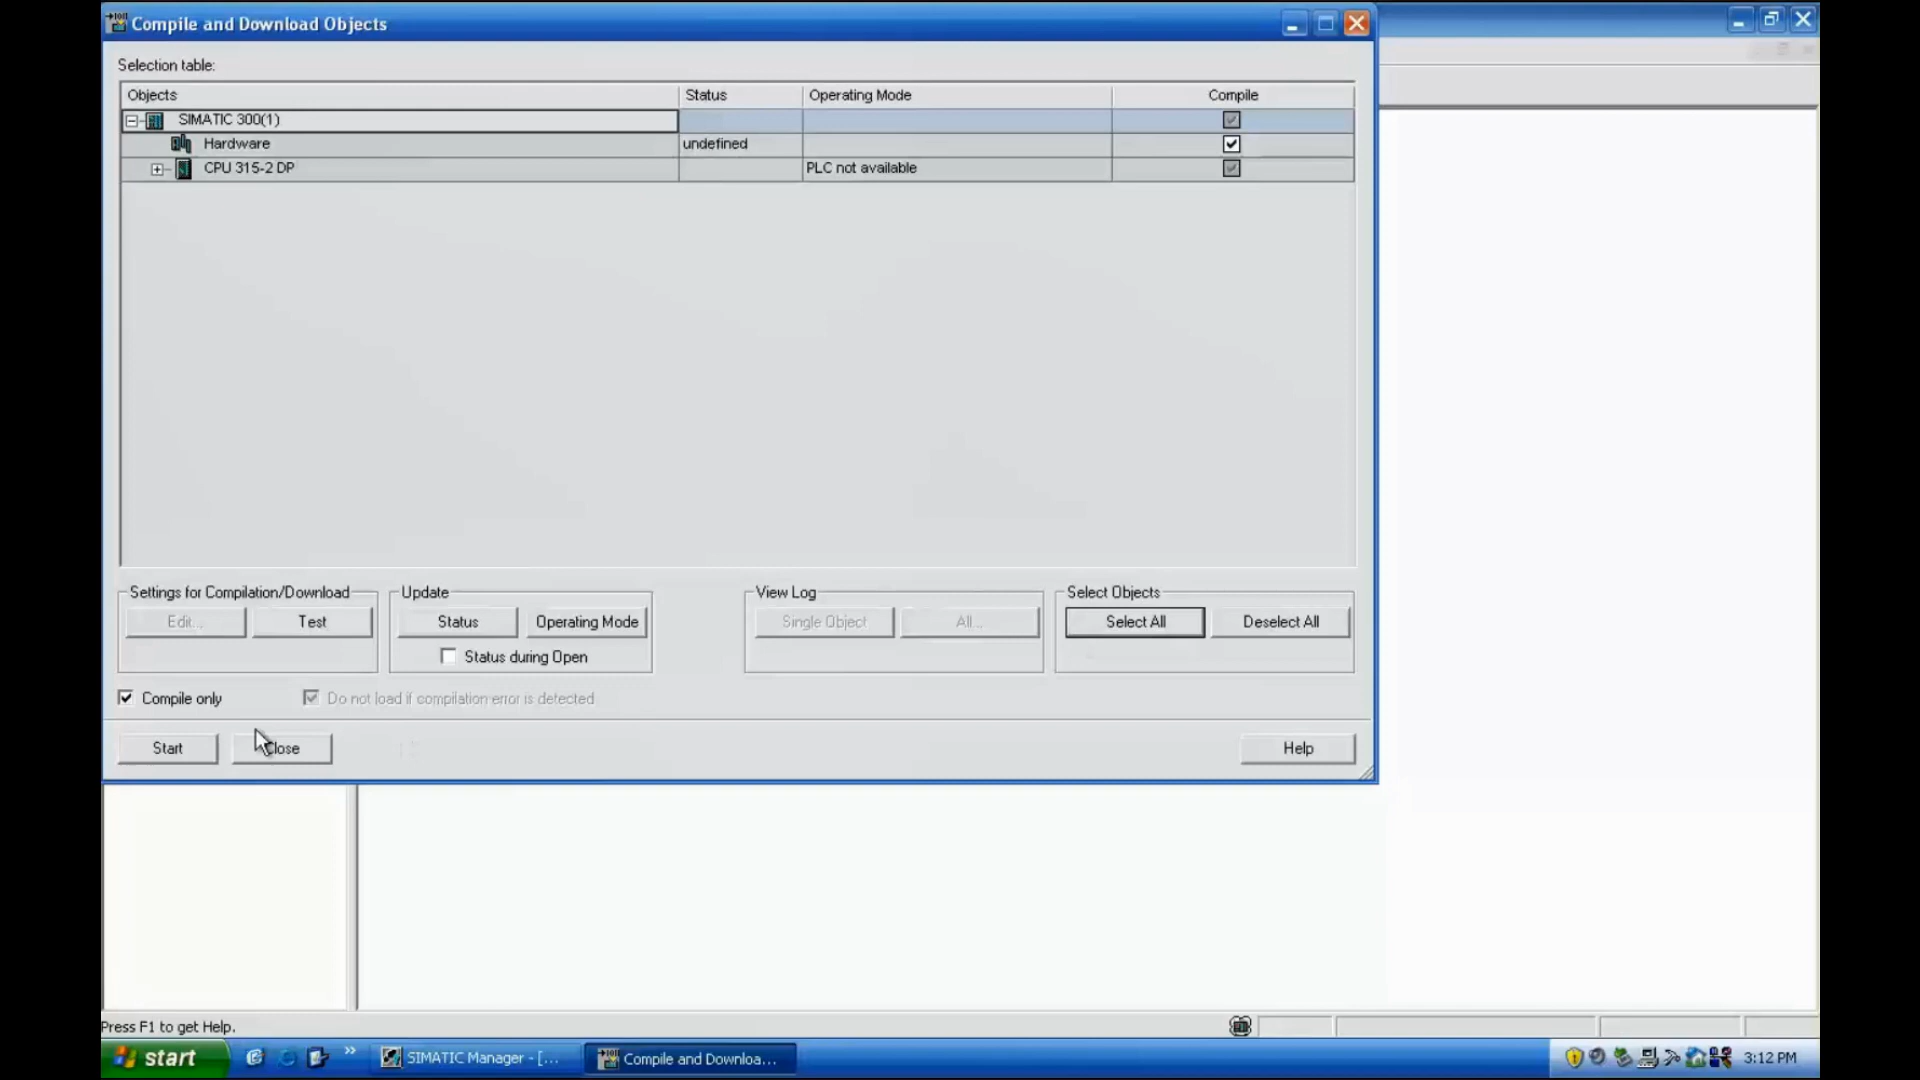 Compile and Download Objects
Selection table:
Objects Status Operating Mode Compile
SIMATIC 300(1)
Hardware undefined
CPU 315-2 DP PLC not available
Settings for Compilation/Download Update View Log Select Objects
Edit... Test Status Operating Mode Single Object All... Select All Deselect All
Status during Open
Compile only Do not load if compilation error is detected
Start Close Help
Press F1 to get Help.
start » SIMATIC Manager - [... Compile and Downloa... 3:12 PM